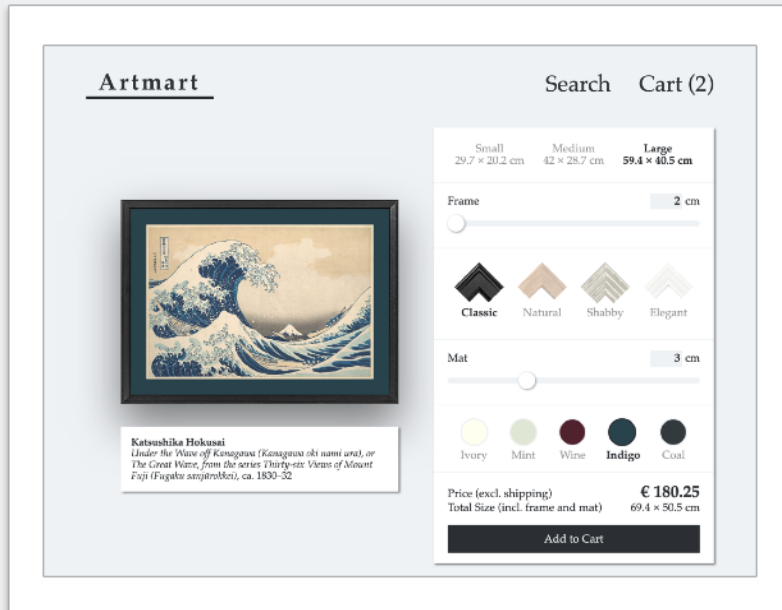 Artmart
Search Cart (2)
Small Medium Large
29.7 × 20.2 cm 42 × 28.7 cm 59.4 × 40.5 cm
Frame 2 cm
Classic Natural Shabby Elegant
Mat 3 cm
Ivory Mint Wine Indigo Coal
Katsushika Hokusai
Under the Wave off Kanagawa (Kanagawa oki nami ura), or
The Great Wave, from the series Thirty-six Views of Mount
Fuji (Fugaku sanjūrokkei), ca. 1830–32
Price (excl. shipping) € 180.25
Total Size (incl. frame and mat) 69.4 × 50.5 cm
Add to Cart